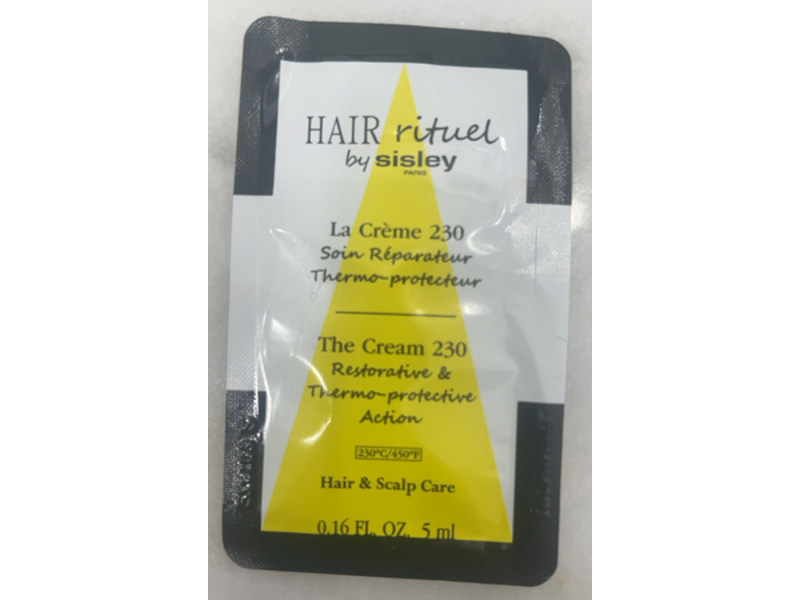 HAIR rituel
by sisley
PARIS
La Crème 230
Soin Réparateur
Thermo-protecteur
The Cream 230
Restorative &
Thermo-protective
Action
230°C/450°F
Hair & Scalp Care
0.16 FL. OZ. 5 ml